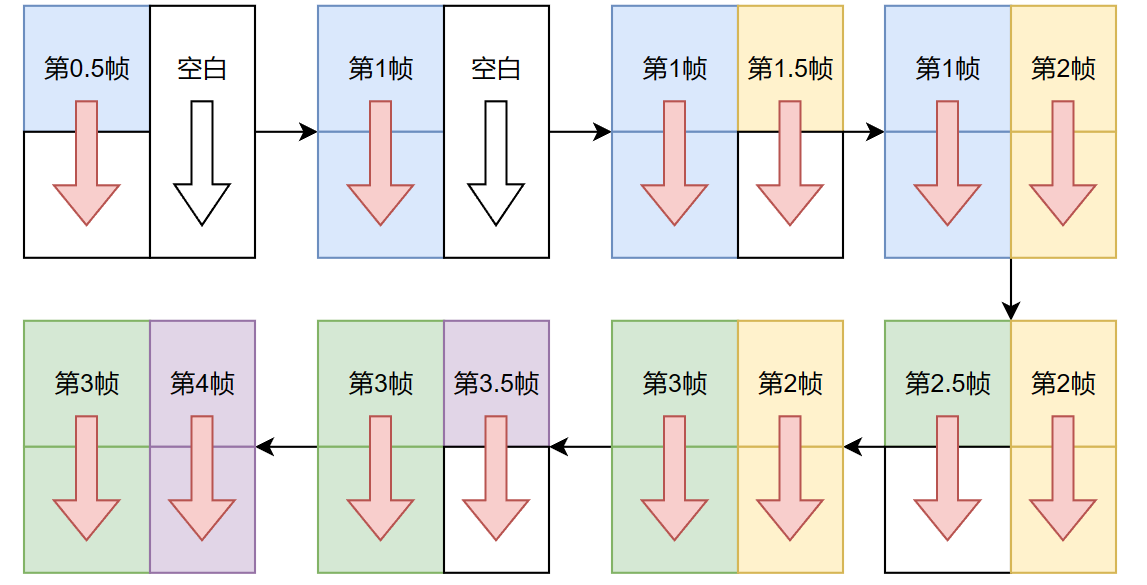 第0.5帧
空白
第1帧
空白
第1帧
第1.5帧
第1帧
第2帧
第3帧
第4帧
第3帧
第3.5帧
第3帧
第2帧
第2.5帧
第2帧